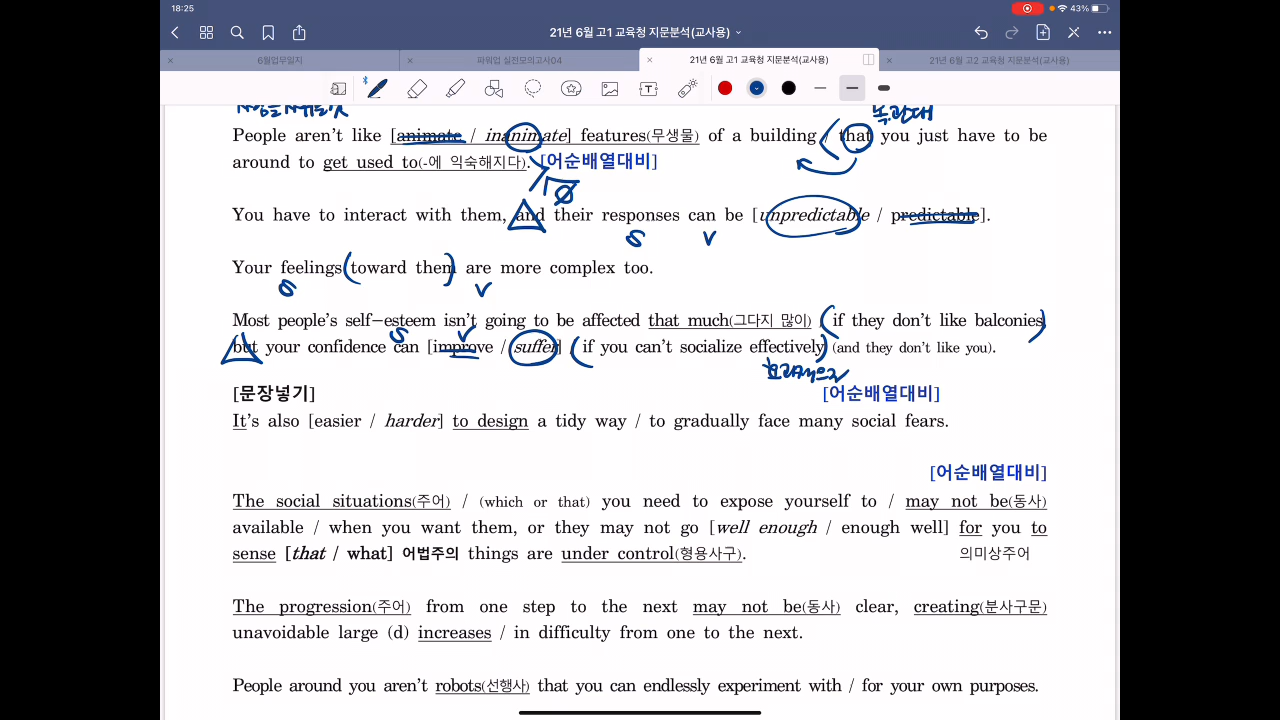 18:25
43%
21년 6월 고1 교육청 지문분석(교사용)
6월업무일지
파워업 실전모의고사04
21년 6월 고1 교육청 지문분석(교사용)
21년 6월 고2 교육청 지문분석(교사용)
목.관.대
People aren't like [animate / inanimate] features(무생물) of a building / that you just have to be
around to get used to(-에 익숙해지다). [어순배열대비]
You have to interact with them, and their responses can be [unpredictable / predictable].
S V
Your feelings (toward them) are more complex too.
S V
Most people's self-esteem isn't going to be affected that much(그다지 많이) / (if they don't like balconies)
S V
but your confidence can [improve / suffer] / (if you can't socialize effectively) (and they don't like you).
효과적으로
[문장넣기] [어순배열대비]
It's also [easier / harder] to design a tidy way / to gradually face many social fears.
[어순배열대비]
The social situations(주어) / (which or that) you need to expose yourself to / may not be(동사)
available / when you want them, or they may not go [well enough / enough well] for you to
sense [that / what] 어법주의 things are under control(형용사구). 의미상주어
The progression(주어) from one step to the next may not be(동사) clear, creating(분사구문)
unavoidable large (d) increases / in difficulty from one to the next.
People around you aren't robots(선행사) that you can endlessly experiment with / for your own purposes.